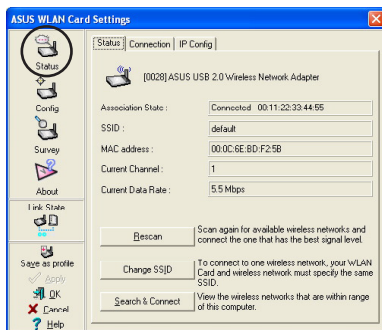 ASUS WLAN Card Settings
Status
Config
Survey
About
Link State
Save as profile
Apply
OK
Cancel
Help
Status Connection IP Config
[0028] ASUS USB 2.0 Wireless Network Adapter
Association State : Connected 00:11:22:33:44:55
SSID : default
MAC address : 00:0C:6E:BD:F2:5B
Current Channel : 1
Current Data Rate : 5.5 Mbps
Rescan
Scan again for available wireless networks and
connect the one that has the best signal level.
Change SSID
To connect to one wireless network, your WLAN
Card and wireless network must specify the same
SSID.
Search & Connect
View the wireless networks that are within range
of this computer.